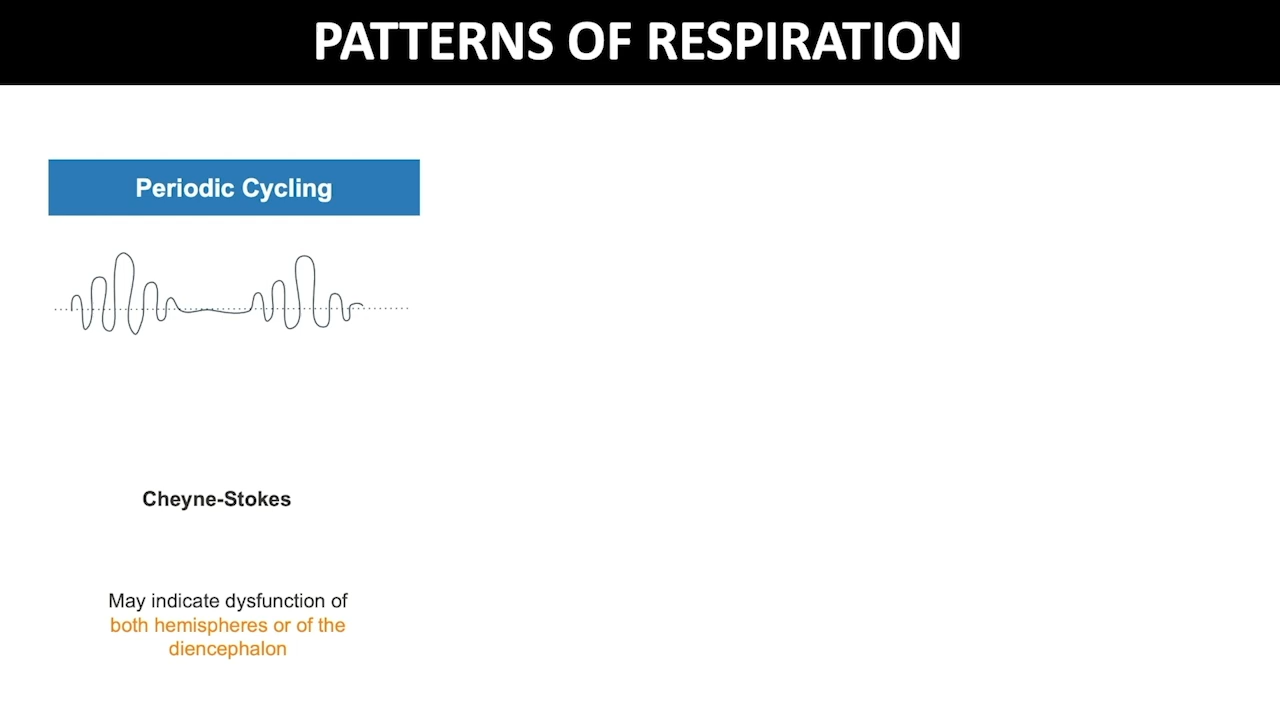 PATTERNS OF RESPIRATION
Periodic Cycling
Cheyne-Stokes
May indicate dysfunction of
both hemispheres or of the
diencephalon